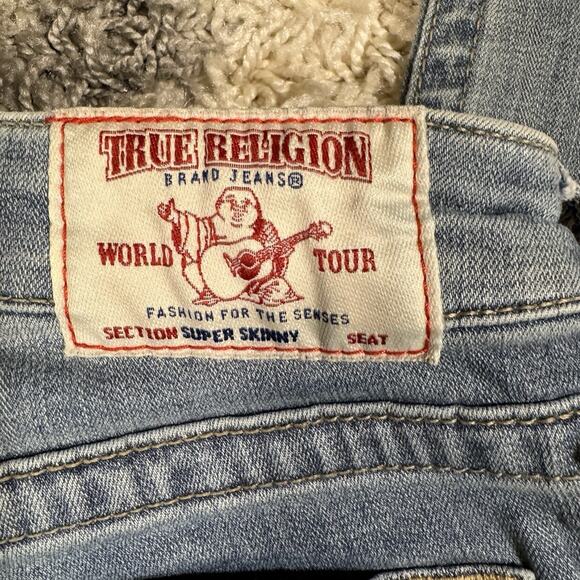 TRUE RELIGION
BRAND JEANS®
WORLD TOUR
FASHION FOR THE SENSES
SECTION SUPER SKINNY SEAT